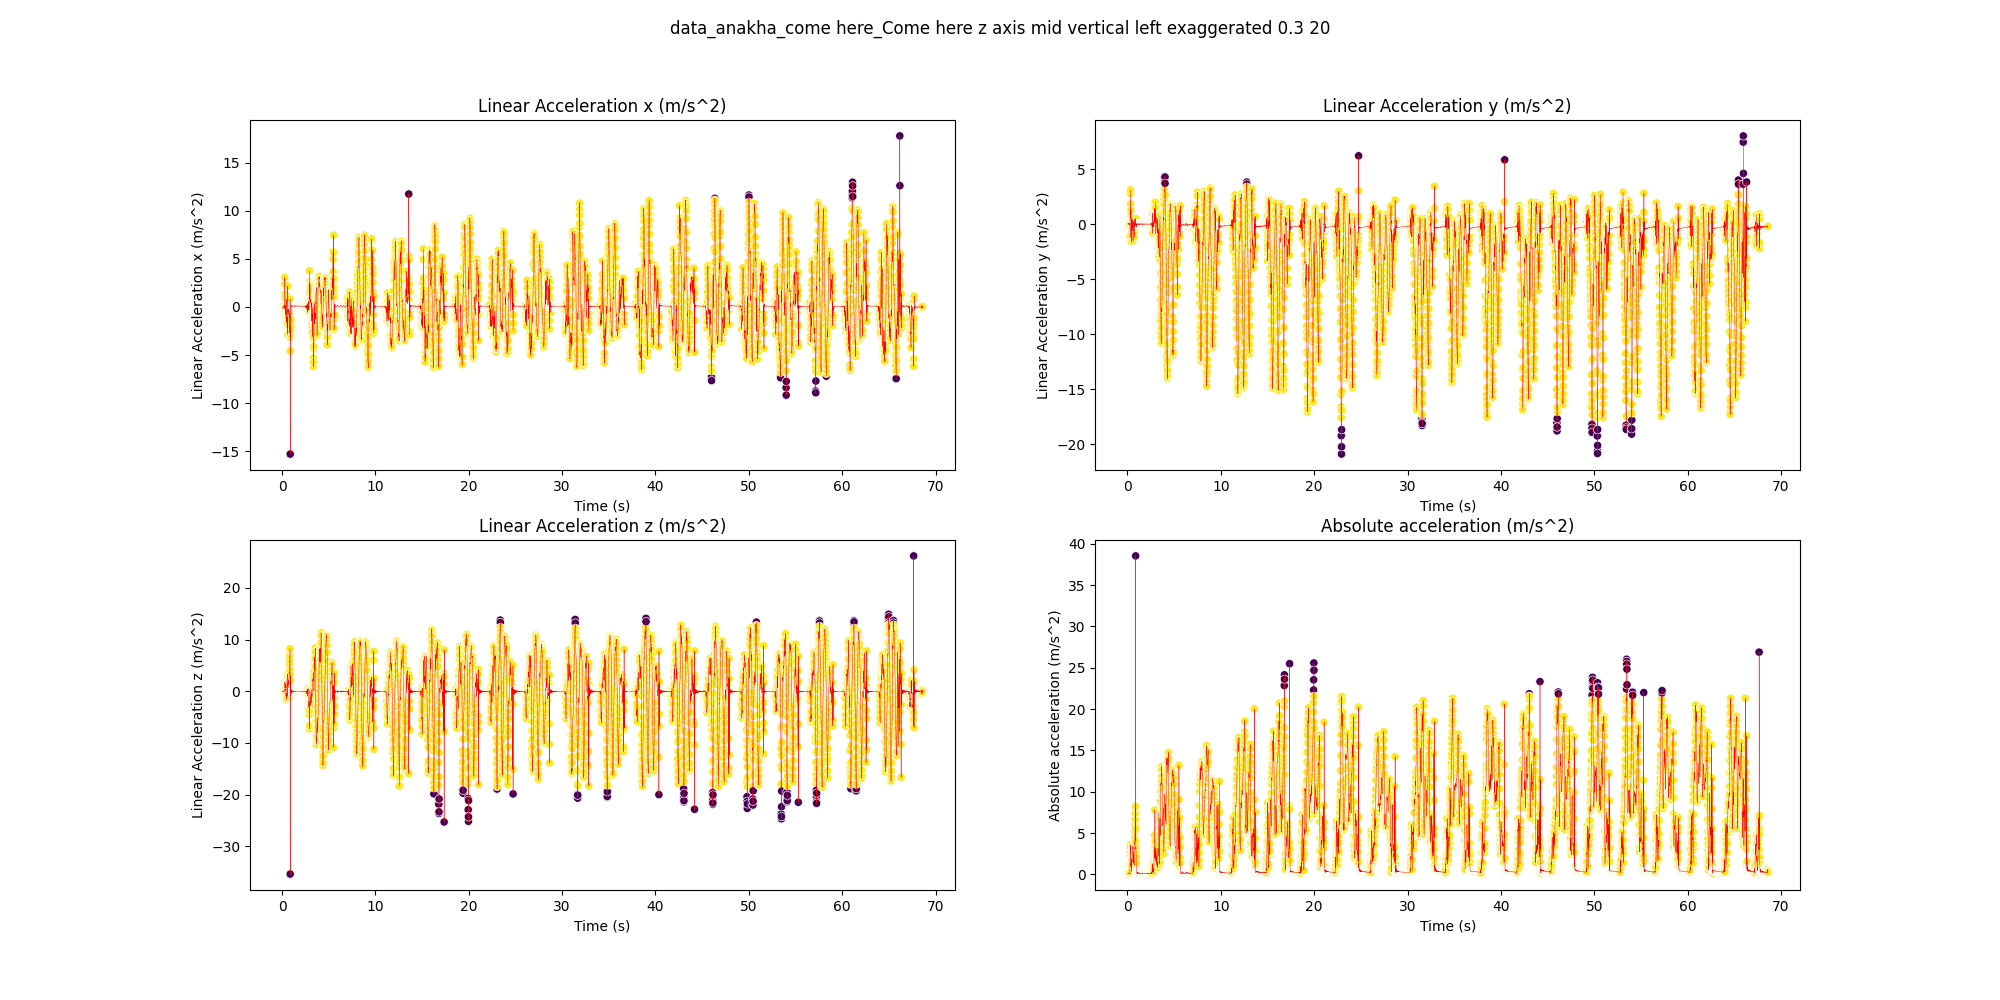 data_anakha_come here_Come here z axis mid vertical left exaggerated 0.3 20
Linear Acceleration x (m/s^2)
Linear Acceleration x (m/s^2)
15
10
5
0
−5
−10
−15
0 10 20 30 40 50 60 70
Time (s)
Linear Acceleration y (m/s^2)
Linear Acceleration y (m/s^2)
5
0
−5
−10
−15
−20
0 10 20 30 40 50 60 70
Time (s)
Linear Acceleration z (m/s^2)
Linear Acceleration z (m/s^2)
20
10
0
−10
−20
−30
0 10 20 30 40 50 60 70
Time (s)
Absolute acceleration (m/s^2)
Absolute acceleration (m/s^2)
40
35
30
25
20
15
10
5
0
0 10 20 30 40 50 60 70
Time (s)